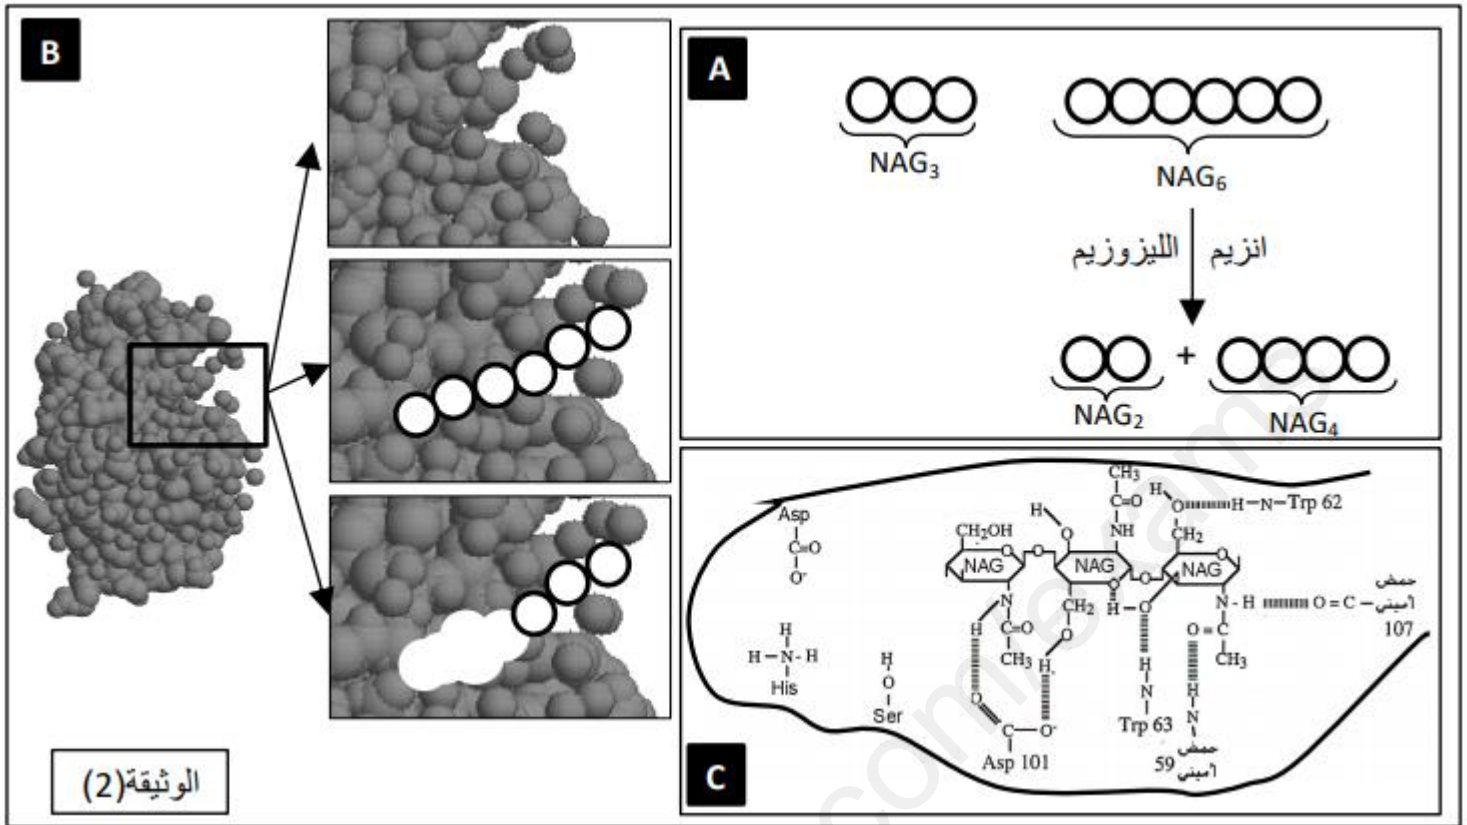 B
A
NAG₃
NAG₆
انزيم الليزوزيم
+
NAG₂
NAG₄
C
CH₃
C=O
NH
H
O
H-N-Trp 62
CH₂
O
Asp
C=O
O⁻
CH₂OH
O
H
O
NAG
NAG
NAG
O
O
N
H
C=O
CH₃
CH₂
O
H
O
H-O
N-H
O=C-
حمض
أميني
107
O=C
CH₃
H
H-N-H
His
H
O
Ser
O
C-O⁻
Asp 101
H
N
Trp 63
H
N
حمض
أميني 59
الوثيقة(2)